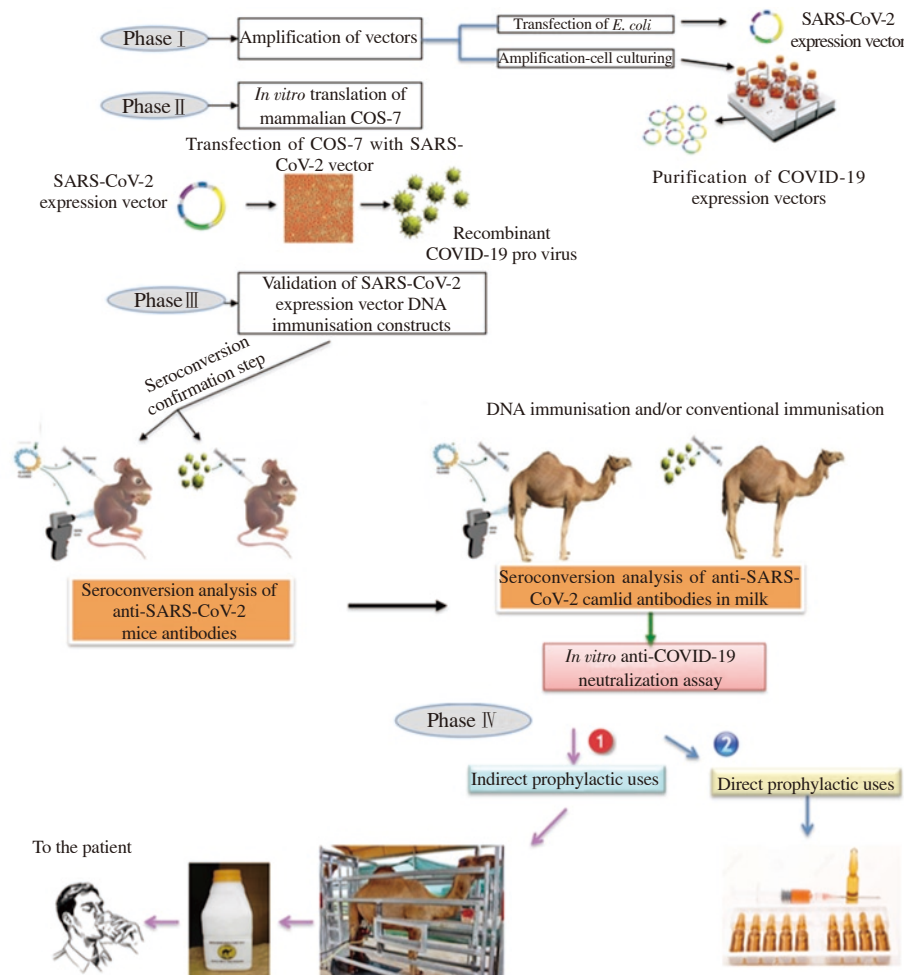 Phase Ⅰ
Amplification of vectors
Transfection of E. coli
SARS-CoV-2
expression vector
Amplification-cell culturing
Phase Ⅱ
In vitro translation of
mammalian COS-7
Purification of COVID-19
expression vectors
Transfection of COS-7 with SARS-
CoV-2 vector
SARS-CoV-2
expression vector
Recombinant
COVID-19 pro virus
Phase Ⅲ
Validation of SARS-CoV-2
expression vector DNA
immunisation constructs
Seroconversion
confirmation step
DNA immunisation and/or conventional immunisation
Seroconversion analysis of
anti-SARS-CoV-2
mice antibodies
Seroconversion analysis of anti-SARS-
CoV-2 camlid antibodies in milk
In vitro anti-COVID-19
neutralization assay
Phase Ⅳ
1
2
Indirect prophylactic uses
Direct prophylactic uses
To the patient